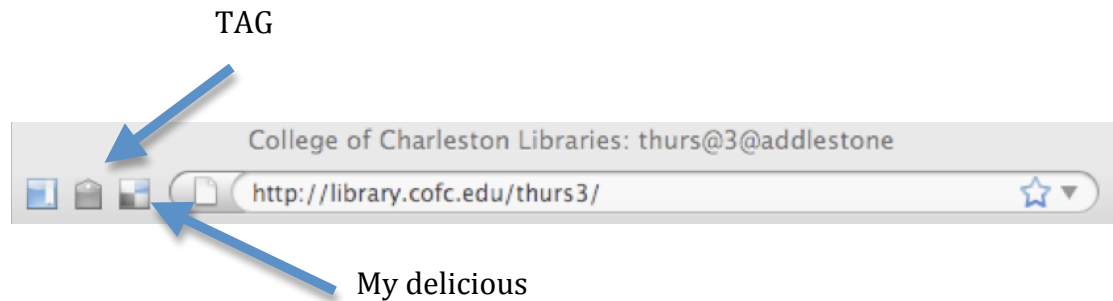 TAG
College of Charleston Libraries: thurs@3@addlestone
http://library.cofc.edu/thurs3/
My delicious